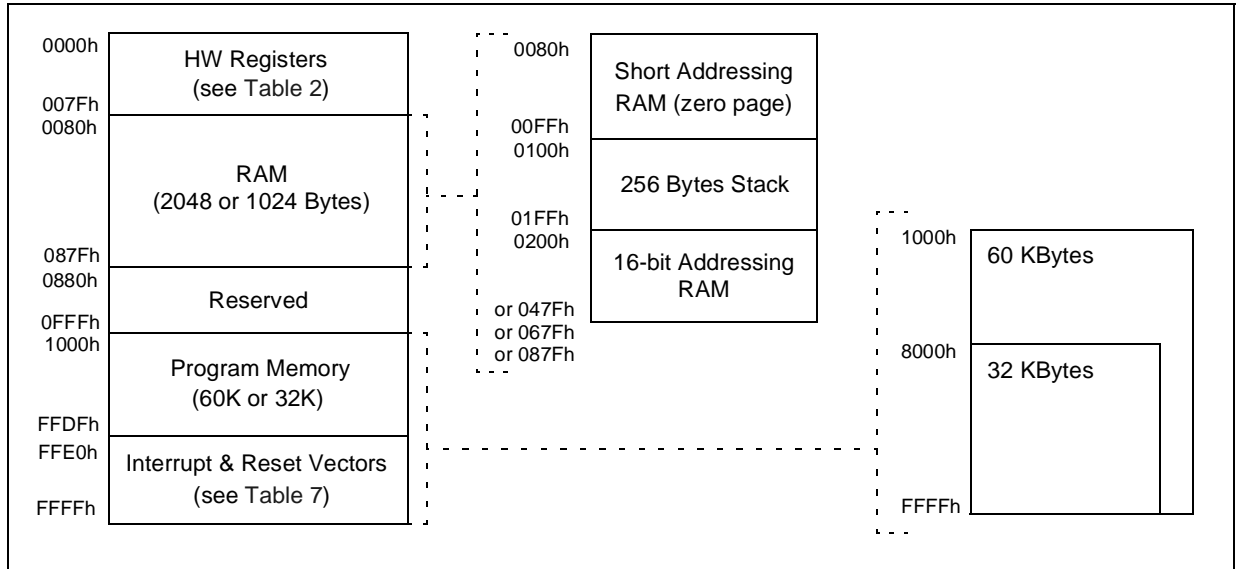 0000h
HW Registers
(see Table 2)
007Fh
0080h
RAM
(2048 or 1024 Bytes)
087Fh
0880h
Reserved
0FFFh
1000h
Program Memory
(60K or 32K)
FFDFh
FFE0h
Interrupt & Reset Vectors
(see Table 7)
FFFFh
0080h
Short Addressing
RAM (zero page)
00FFh
0100h
256 Bytes Stack
01FFh
0200h
16-bit Addressing
RAM
or 047Fh
or 067Fh
or 087Fh
1000h
60 KBytes
8000h
32 KBytes
FFFFh